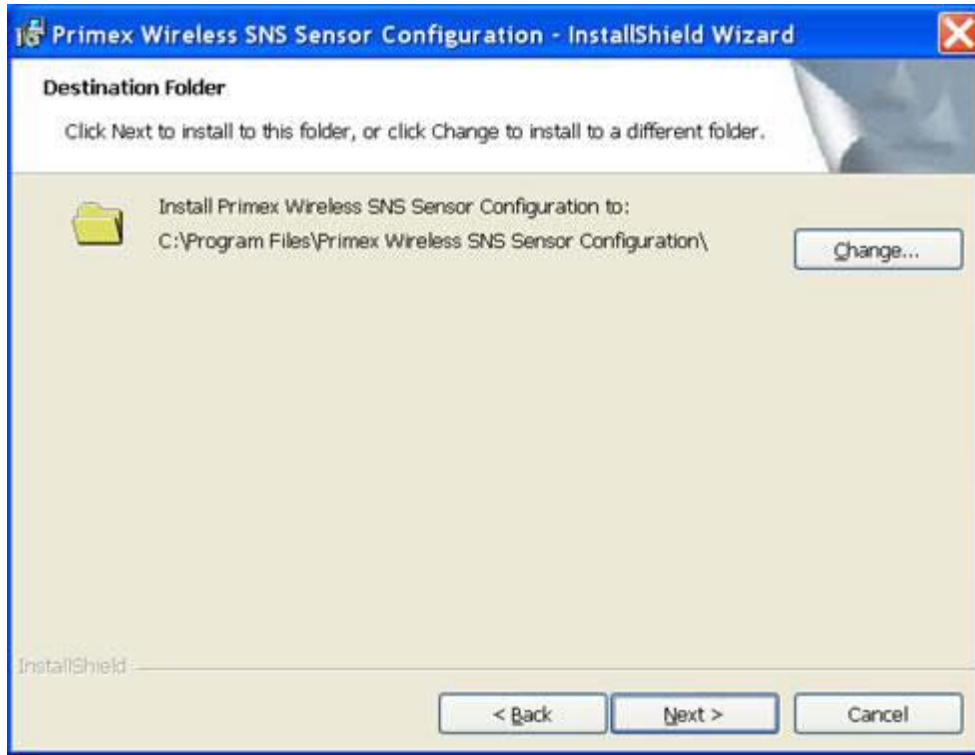 Primex Wireless SNS Sensor Configuration - InstallShield Wizard
Destination Folder
Click Next to install to this folder, or click Change to install to a different folder.
Install Primex Wireless SNS Sensor Configuration to:
C:\Program Files\Primex Wireless SNS Sensor Configuration\
Change...
InstallShield
< Back
Next >
Cancel